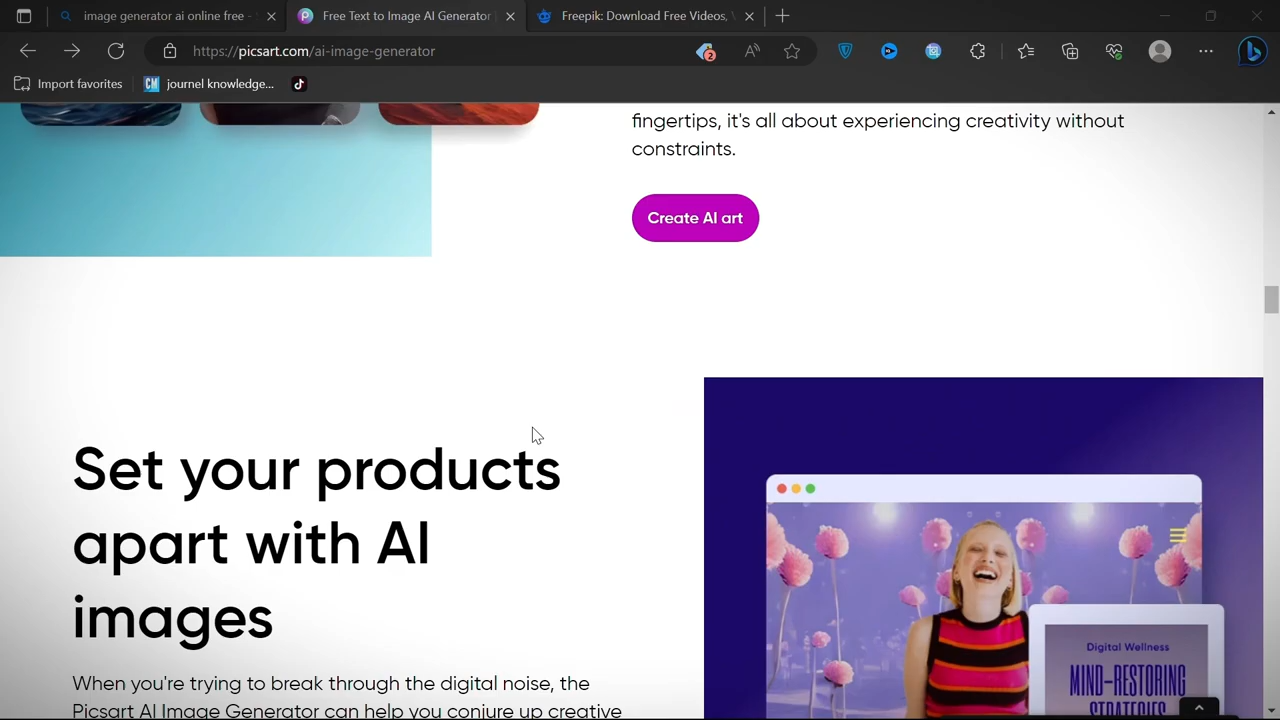 image generator ai online free -
Free Text to Image AI Generator
Freepik: Download Free Videos,
https://picsart.com/ai-image-generator
2
Import favorites
CM
journel knowledge...
fingertips, it's all about experiencing creativity without
constraints.
Create AI art
Set your products
apart with AI
images
When you're trying to break through the digital noise, the
Picsart AI Image Generator can help you conjure up creative
Digital Wellness
MIND-RESTORING
STRATEGIES